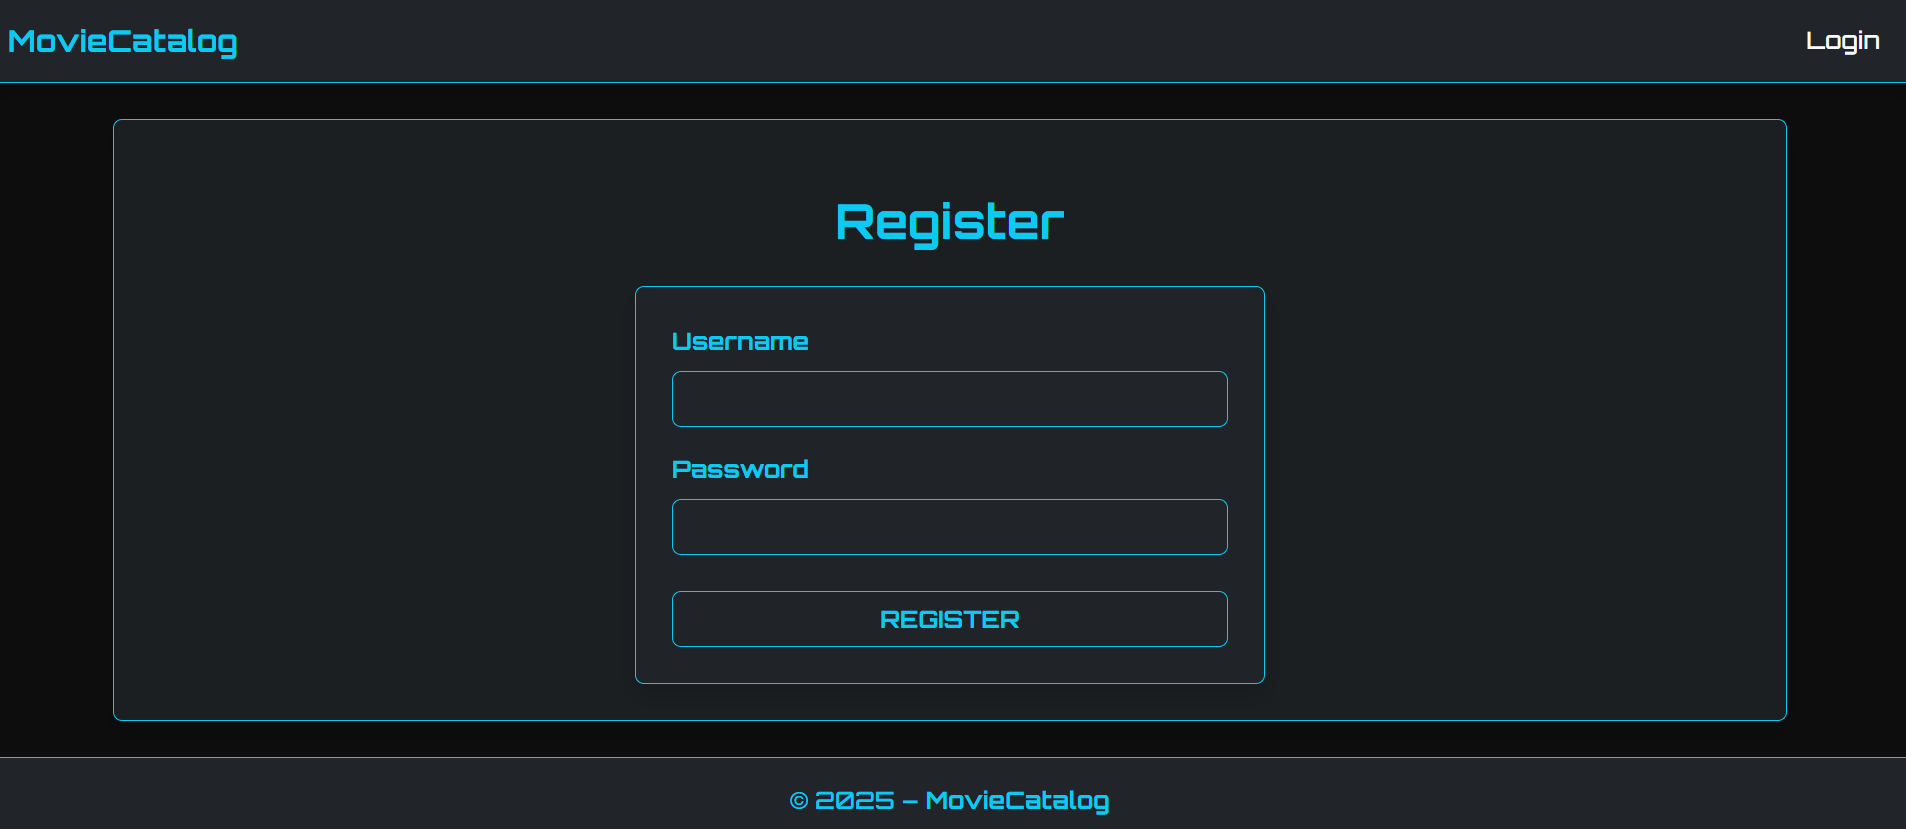 MovieCatalog
Login
Register
Username
Password
REGISTER
© 2025 – MovieCatalog